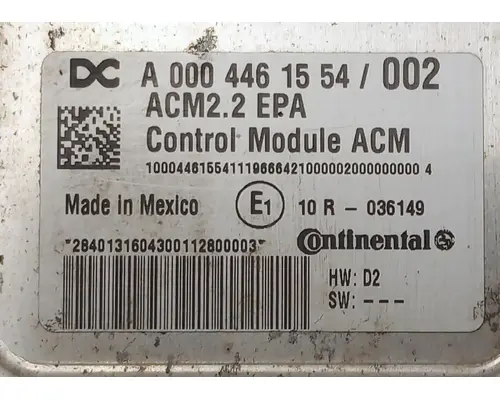 DC A 000 446 15 54 / 002
ACM2.2 EPA
Control Module ACM
10004461554111966642100000200000000 4
Made in Mexico E1 10 R - 036149
*2840131604300112800003*
Continental
HW: D2
SW: ---